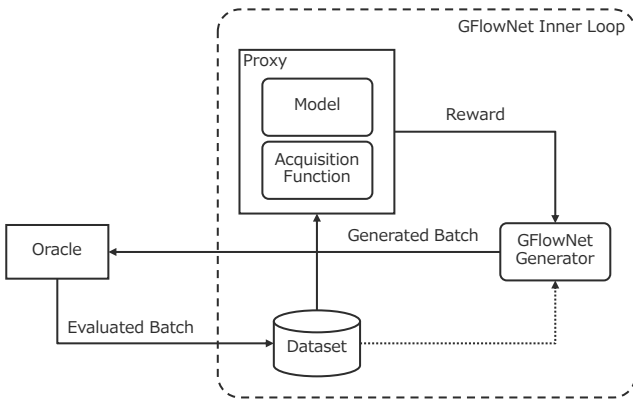 GFlowNet Inner Loop
Proxy
Model
Acquisition
Function
Reward
Oracle
Generated Batch
GFlowNet
Generator
Evaluated Batch
Dataset